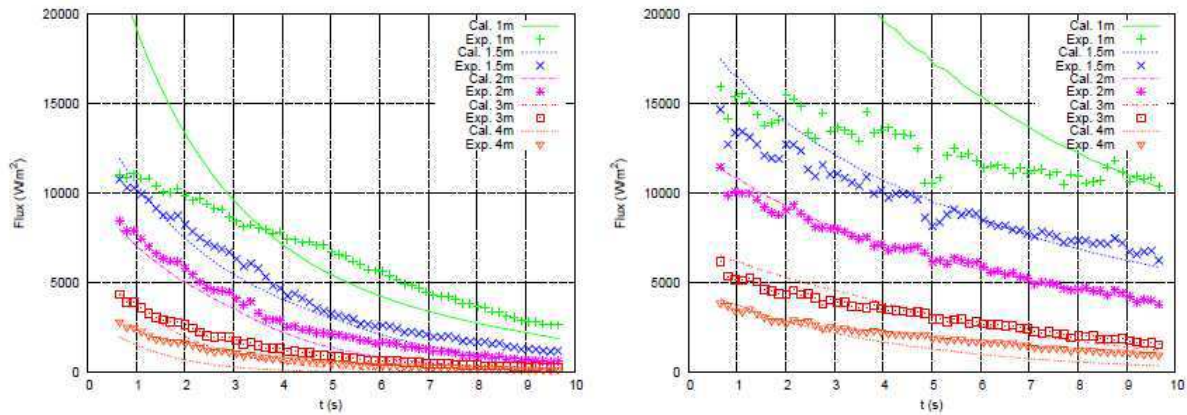 20000
15000
10000
5000
0
Flux (Wm²)
0 1 2 3 4 5 6 7 8 9 10
t (s)
Cal. 1m
Exp. 1m
Cal. 1.5m
Exp. 1.5m
Cal. 2m
Exp. 2m
Cal. 3m
Exp. 3m
Cal. 4m
Exp. 4m
20000
15000
10000
5000
0
Flux (Wm²)
0 1 2 3 4 5 6 7 8 9 10
t (s)
Cal. 1m
Exp. 1m
Cal. 1.5m
Exp. 1.5m
Cal. 2m
Exp. 2m
Cal. 3m
Exp. 3m
Cal. 4m
Exp. 4m